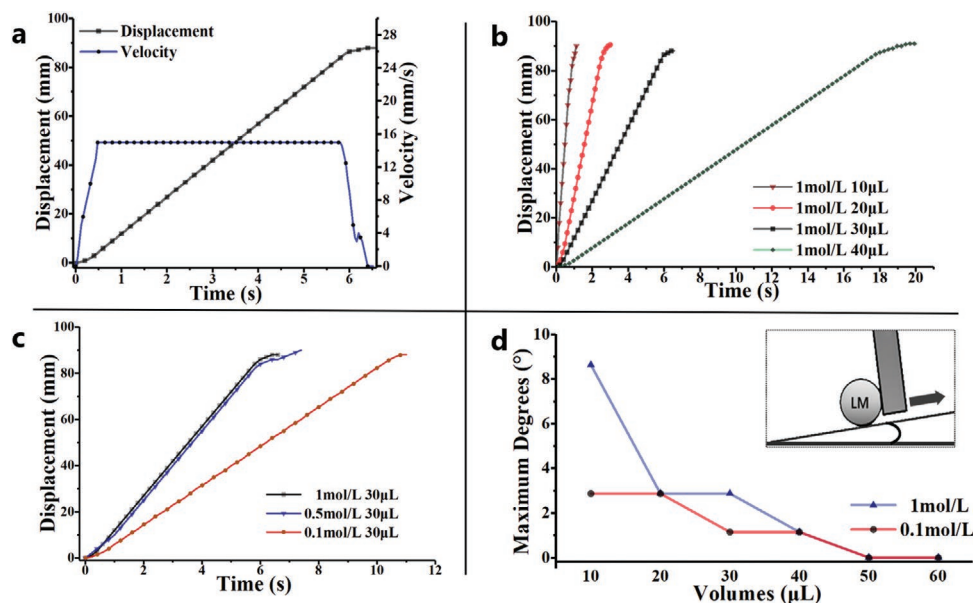 a
Displacement
Velocity
Displacement (mm)
100
80
60
40
20
0
0 1 2 3 4 5 6
Time (s)
28
24
20
16
12
8
4
0
Velocity (mm/s)
b
Displacement (mm)
100
80
60
40
20
0
1mol/L 10μL
1mol/L 20μL
1mol/L 30μL
1mol/L 40μL
0 2 4 6 8 10 12 14 16 18 20
Time (s)
c
Displacement (mm)
100
80
60
40
20
0
1mol/L 30μL
0.5mol/L 30μL
0.1mol/L 30μL
0 2 4 6 8 10 12
Time (s)
d
Maximum Degrees (°)
10
8
6
4
2
0
LM
1mol/L
0.1mol/L
10 20 30 40 50 60
Volumes (μL)